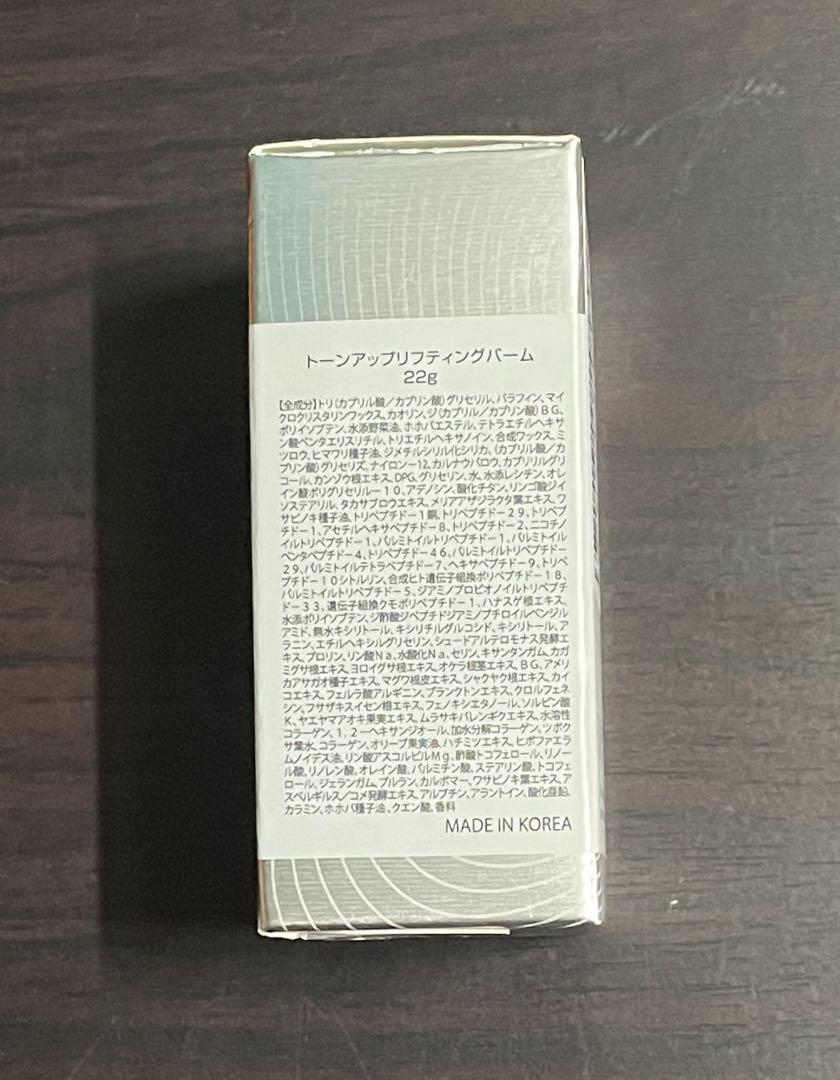 トーンアップリフティングバーム
22g
【全成分】トリ(カプリル酸/カプリン酸)グリセリル、パラフィン、マイ
クロクリスタリンワックス、カオリン、ジ(カプリル/カプリン酸)BG、
ポリイソブテン、水添野菜油、ホホバエステル、テトラエチルヘキサ
ン酸ペンタエリスリチル、トリエチルヘキサノイン、合成ワックス、ミ
ツロウ、ヒマワリ種子油、ジメチルシリル化シリカ、(カプリル酸/カ
プリン酸)グリセリズ、ナイロン-12、カルナウバロウ、カプリリルグリ
コール、カンゾウ根エキス、DPG、グリセリン、水、水添レシチン、オレ
イン酸ポリグリセリル-10、アデノシン、酸化チタン、リンゴ酸ジイ
ソステアリル、タカサブロウエキス、メリアアザジラクタ葉エキス、ワ
サビノキ種子油、トリペプチド-1銅、トリペプチド-29、トリペプ
チド-1、アセチルヘキサペプチド-8、トリペプチド-2、ニコチノ
イルトリペプチド-1、パルミトイルトリペプチド-1、パルミトイル
ペンタペプチド-4、トリペプチド-46、パルミトイルトリペプチド-
29、パルミトイルテトラペプチド-7、ヘキサペプチド-9、トリペ
プチド-10シトルリン、合成ヒト遺伝子組換ポリペプチド-18、
パルミトイルトリペプチド-5、ジアミノプロピオノイルトリペプチ
ド-33、遺伝子組換クモポリペプチド-1、ハナスゲ根エキス、
水添ポリイソブテン、ジ酢酸ジペプチドジアミノブチロイルベンジル
アミド、無水キシリトール、キシリチルグルコシド、キシリトール、ア
ラニン、エチルヘキシルグリセリン、シュードアルテロモナス発酵エ
キス、プロリン、リン酸Na、水酸化Na、セリン、キサンタンガム、カガ
ミグサ根エキス、ヨロイグサ根エキス、オケラ根茎エキス、BG、アメリ
カアサガオ種子エキス、マグワ根皮エキス、シャクヤク根エキス、カイ
コエキス、フェルラ酸アルギニン、プランクトンエキス、クロルフェネ
シン、フサザキスイセン根エキス、フェノキシエタノール、ソルビン酸
K、ヤエヤマアオキ果実エキス、ムラサキバレンギクエキス、水溶性
コラーゲン、1,2-ヘキサンジオール、加水分解コラーゲン、ツボク
サ葉水、コラーゲン、オリーブ果実油、ハチミツエキス、ヒポファエラ
ムノイデス油、リン酸アスコルビルMg、酢酸トコフェロール、リノー
ル酸、リノレン酸、オレイン酸、パルミチン酸、ステアリン酸、トコフェ
ロール、ジェランガム、プルラン、カルボマー、ワサビノキ葉エキス、ア
スペルギルス/コメ発酵エキス、アルブチン、アラントイン、酸化亜鉛、
カラミン、ホホバ種子油、クエン酸、香料
MADE IN KOREA